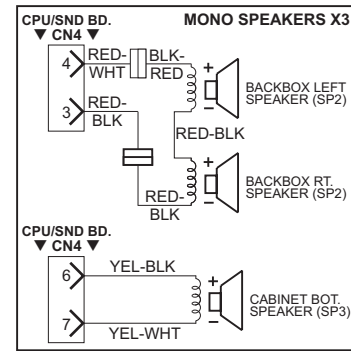 CPU/SND BD.
▼ CN4 ▼
MONO SPEAKERS X3
4
RED-
WHT
BLK-
RED
+
–
BACKBOX LEFT
SPEAKER (SP2)
3
RED-
BLK
RED-BLK
+
–
BACKBOX RT.
SPEAKER (SP2)
RED-
BLK
CPU/SND BD.
▼ CN4 ▼
6
YEL-BLK
+
–
CABINET BOT.
SPEAKER (SP3)
7
YEL-WHT